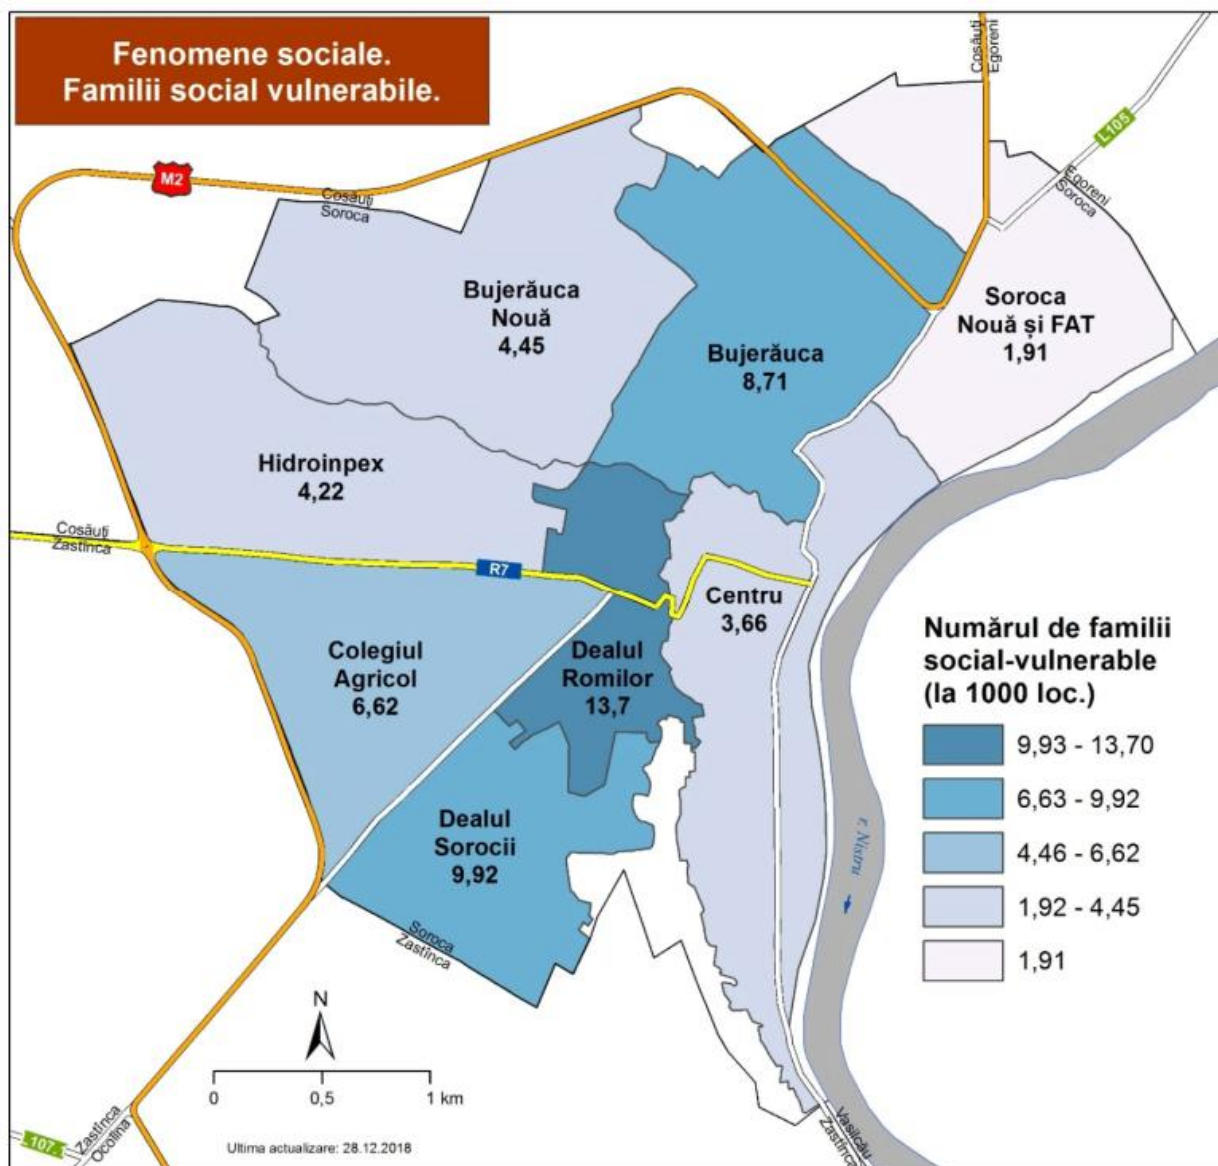 Fenomene sociale.
Familii social vulnerabile.
Cosăuți
Egoreni
L105
M2
Cosăuți
Soroca
Egoreni
Soroca
Bujerăuca
Nouă
4,45
Soroca
Nouă și FAT
1,91
Bujerăuca
8,71
Hidroinpex
4,22
Cosăuți
Zastînca
R7
Centru
3,66
Colegiul
Agricol
6,62
Dealul
Romilor
13,7
Dealul
Sorocii
9,92
Soroca
Zastînca
Numărul de familii
social-vulnerable
(la 1000 loc.)
9,93 - 13,70
6,63 - 9,92
4,46 - 6,62
1,92 - 4,45
1,91
r. Nistru
N
0 0,5 1 km
Zastînca
Ocolina
L107
Ultima actualizare: 28.12.2018
Vasilcău
Zastînca